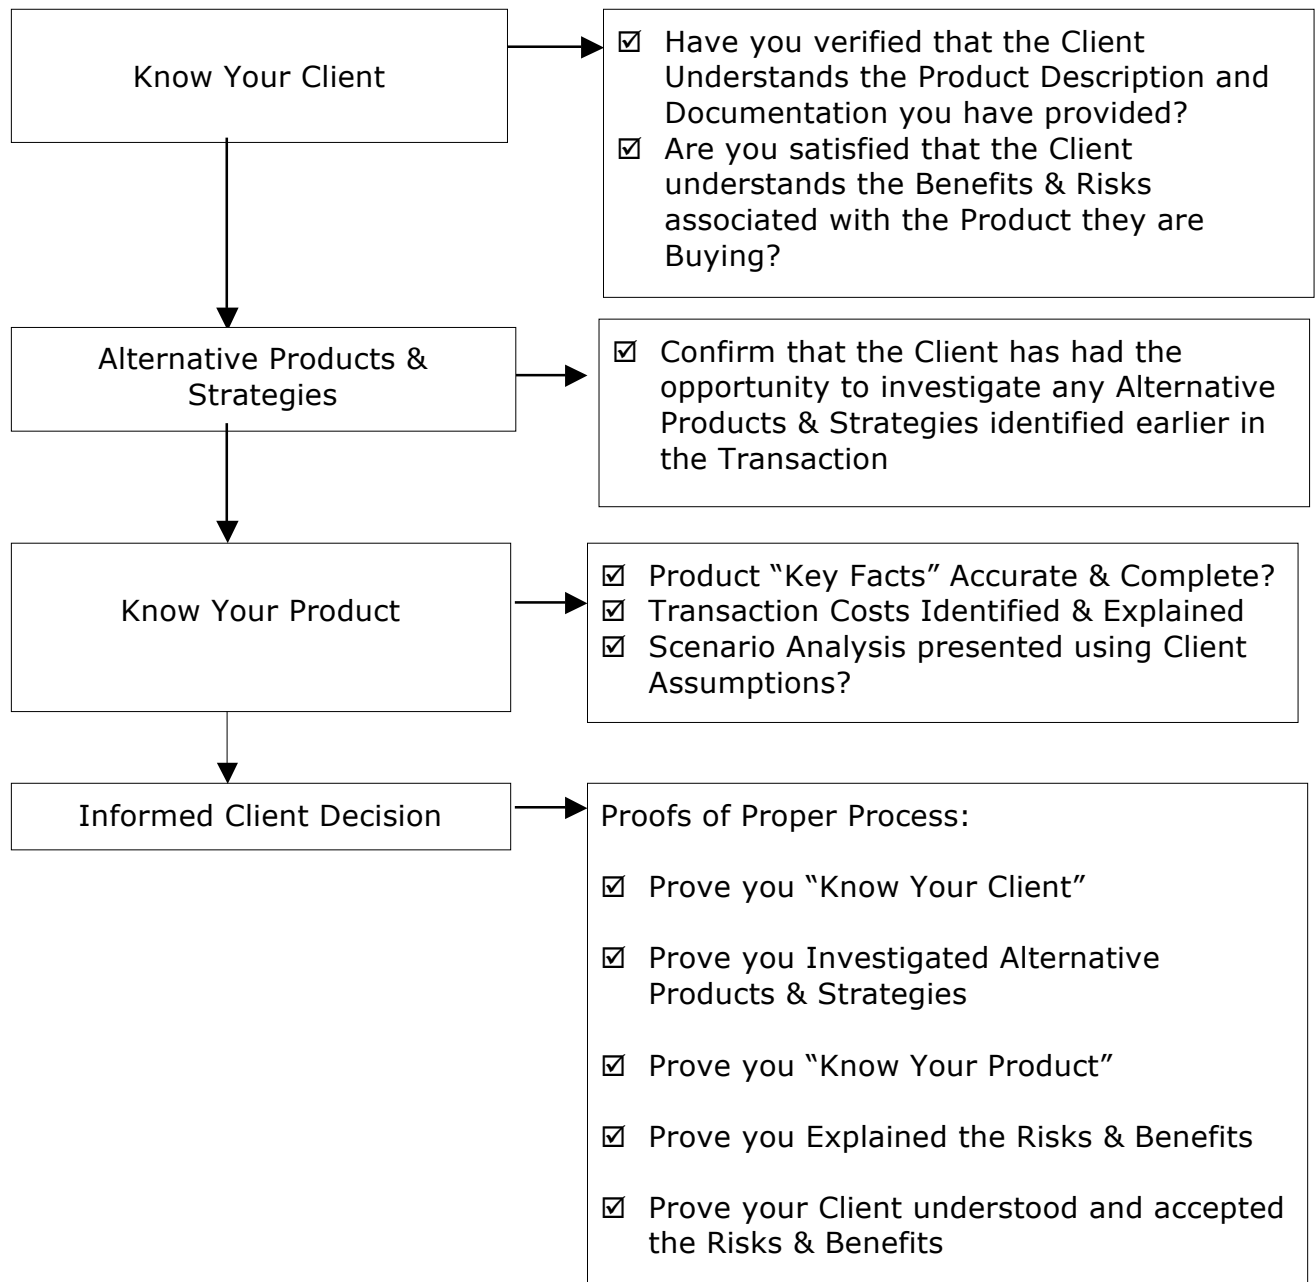 Know Your Client
☑ Have you verified that the Client
Understands the Product Description and
Documentation you have provided?
☑ Are you satisfied that the Client
understands the Benefits & Risks
associated with the Product they are
Buying?
Alternative Products &
Strategies
☑ Confirm that the Client has had the
opportunity to investigate any Alternative
Products & Strategies identified earlier in
the Transaction
Know Your Product
☑ Product “Key Facts” Accurate & Complete?
☑ Transaction Costs Identified & Explained
☑ Scenario Analysis presented using Client
Assumptions?
Informed Client Decision
Proofs of Proper Process:
☑ Prove you “Know Your Client”
☑ Prove you Investigated Alternative
Products & Strategies
☑ Prove you “Know Your Product”
☑ Prove you Explained the Risks & Benefits
☑ Prove your Client understood and accepted
the Risks & Benefits